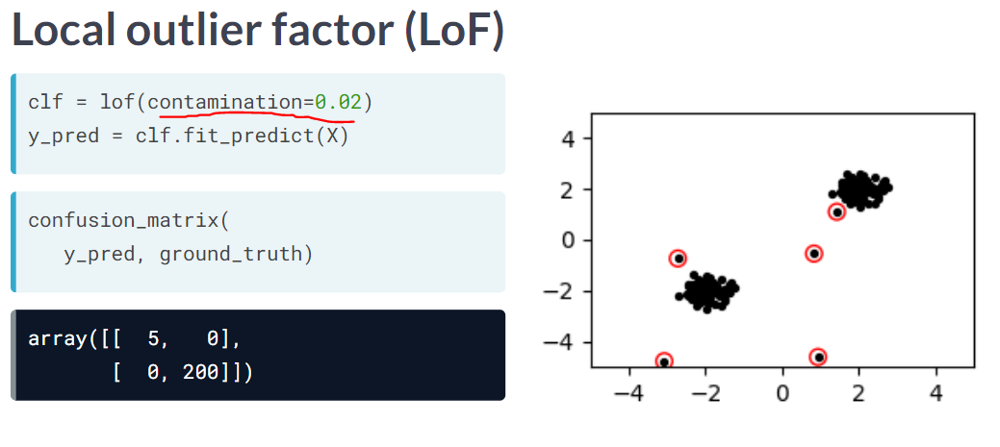 Local outlier factor (LoF)
clf = lof(contamination=0.02)
y_pred = clf.fit_predict(X)
confusion_matrix(
   y_pred, ground_truth)
array([[  5,   0],
       [  0, 200]])
4
2
0
−2
−4
−4 −2 0 2 4